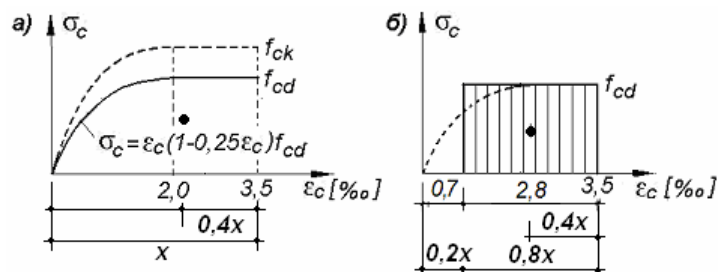 а) σc
fck
fcd
σc=εc(1-0,25εc)fcd
2,0 3,5 εc [‰]
0,4x
x
б) σc
fcd
0,7 2,8 3,5 εc [‰]
0,4x
0,2x 0,8x